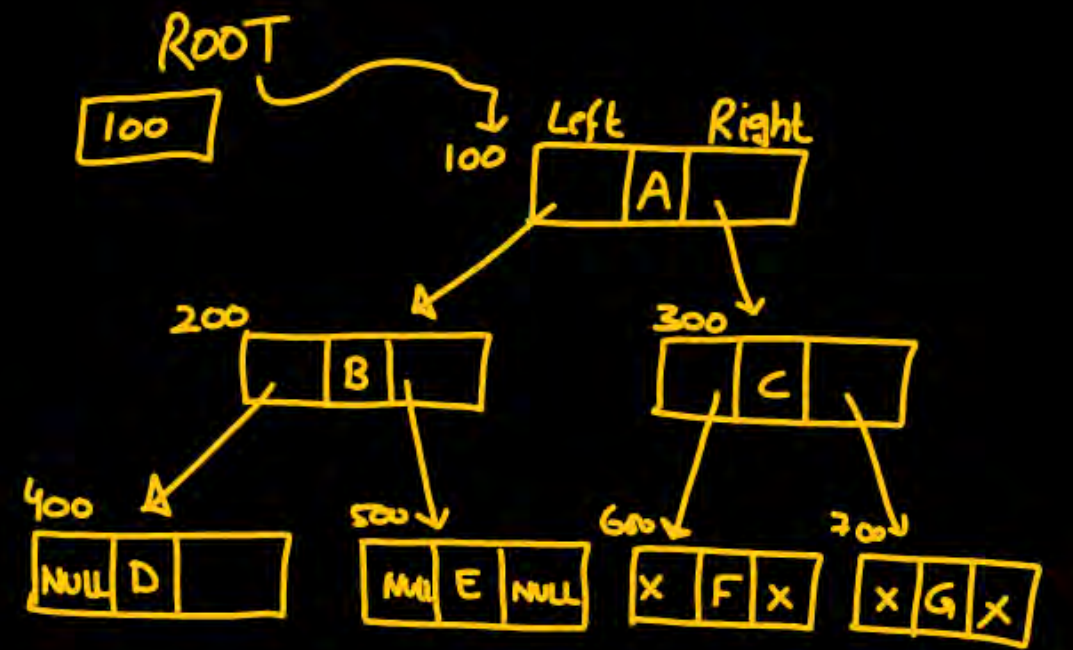 ROOT
100
100
Left Right
A
200
300
B
C
400
500
600
700
NULL D
NULL E NULL
X F X
X G X